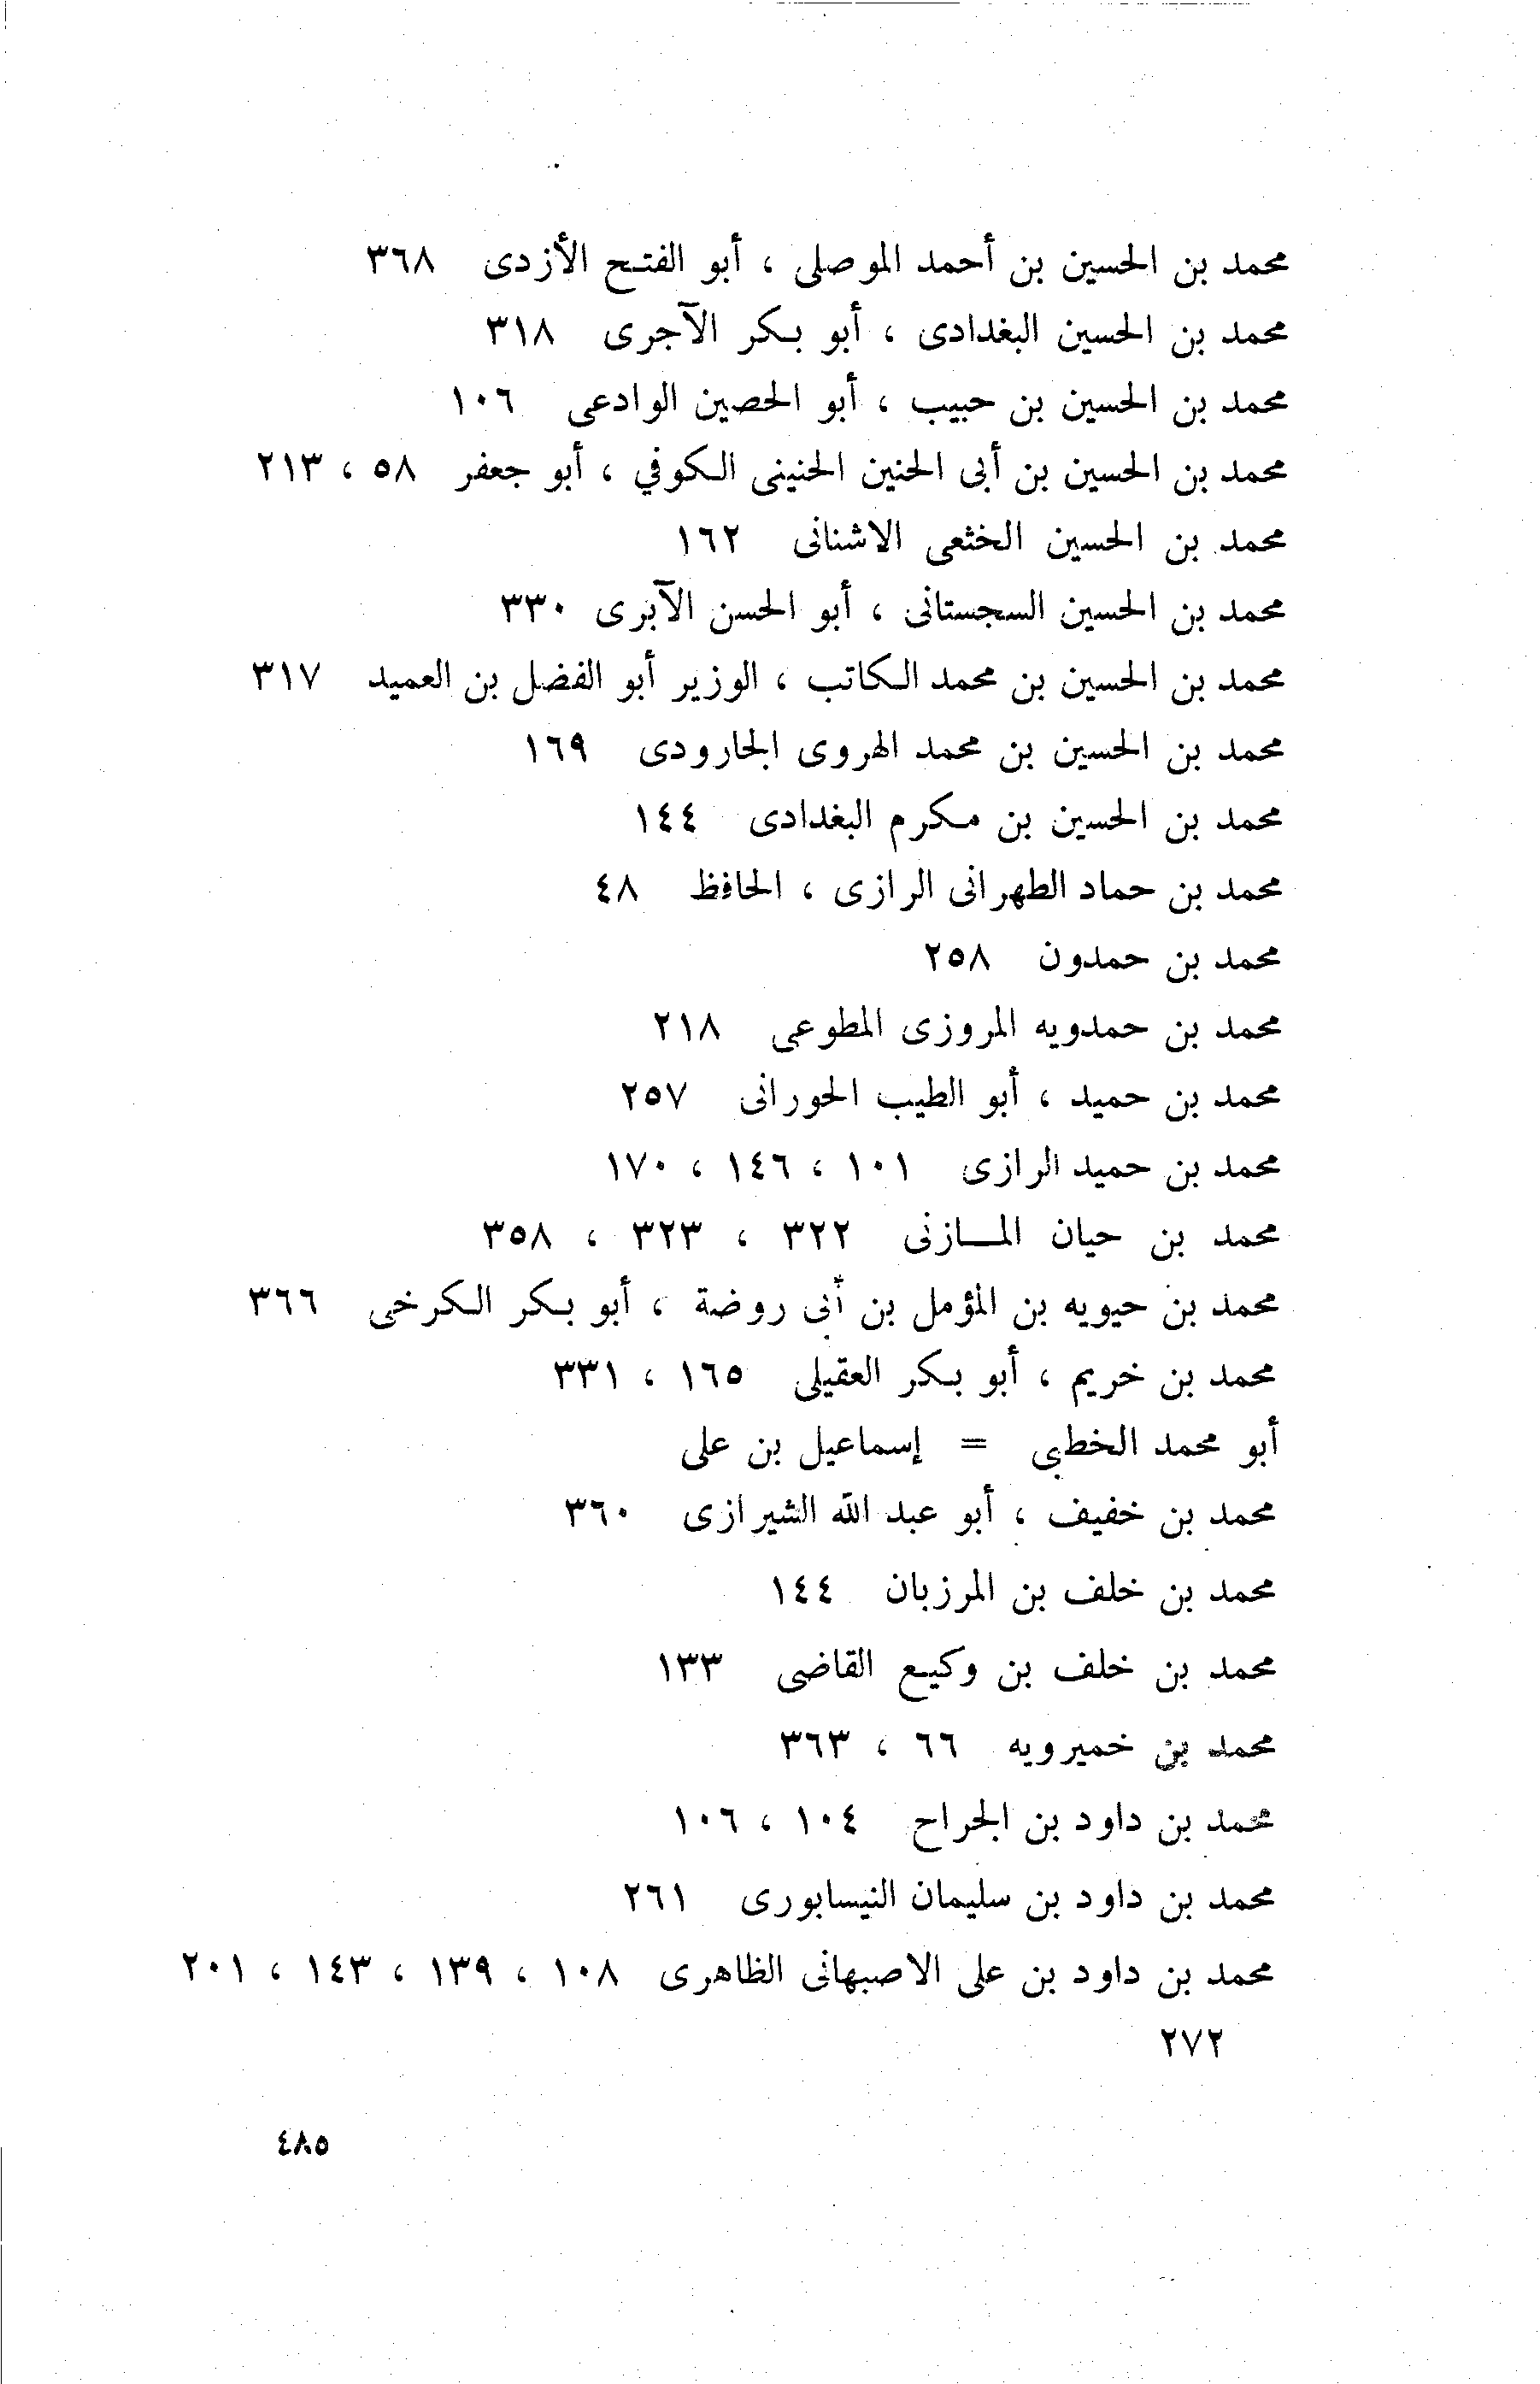 محمد بن الحسين بن أحمد الموصلى ، أبو الفتح الأزدى ٣٦٨
محمد بن الحسين البغدادى ، أبو بكر الآجرى ٣١٨
محمد بن الحسين بن حبيب ، أبو الحصين الوادعى ١٠٦
محمد بن الحسين بن أبى الحنين الحنينى الكوفي ، أبو جعفر ٥٨ ، ٢١٣
محمد بن الحسين الخثعى الاشنانى ١٦٢
محمد بن الحسين السجستانى ، أبو الحسن الآبرى ٣٣٠
محمد بن الحسين بن محمد الكاتب ، الوزير أبو الفضل بن العميد ٣١٧
محمد بن الحسين بن محمد الهروى الجارودى ١٦٩
محمد بن الحسين بن مكرم البغدادى ١٤٤
محمد بن حماد الطهرانى الرازى ، الحافظ ٤٨
محمد بن حمدون ٢٥٨
محمد بن حمدويه المروزى المطوعى ٢١٨
محمد بن حميد ، أبو الطيب الحورانى ٢٥٧
محمد بن حميد الرازى ١٠١ ، ١٤٦ ، ١٧٠
محمد بن حيان المازنى ٣٢٢ ، ٣٢٣ ، ٣٥٨
محمد بن حيويه بن المؤمل بن أبى روضة ، أبو بكر الكرخى ٣٦٦
محمد بن خريم ، أبو بكر العقيلى ١٦٥ ، ٣٣١
أبو محمد الخطبى = إسماعيل بن على
محمد بن خفيف ، أبو عبد الله الشيرازى ٣٦٠
محمد بن خلف بن المرزبان ١٤٤
محمد بن خلف بن وكيع القاضى ١٣٣
محمد بن خميرويه ٦٦ ، ٣٦٣
محمد بن داود بن الجراح ١٠٤ ، ١٠٦
محمد بن داود بن سليمان النيسابورى ٢٦١
محمد بن داود بن على الاصبهانى الظاهرى ١٠٨ ، ١٣٩ ، ١٤٣ ، ٢٠١
٢٧٢
٤٨٥